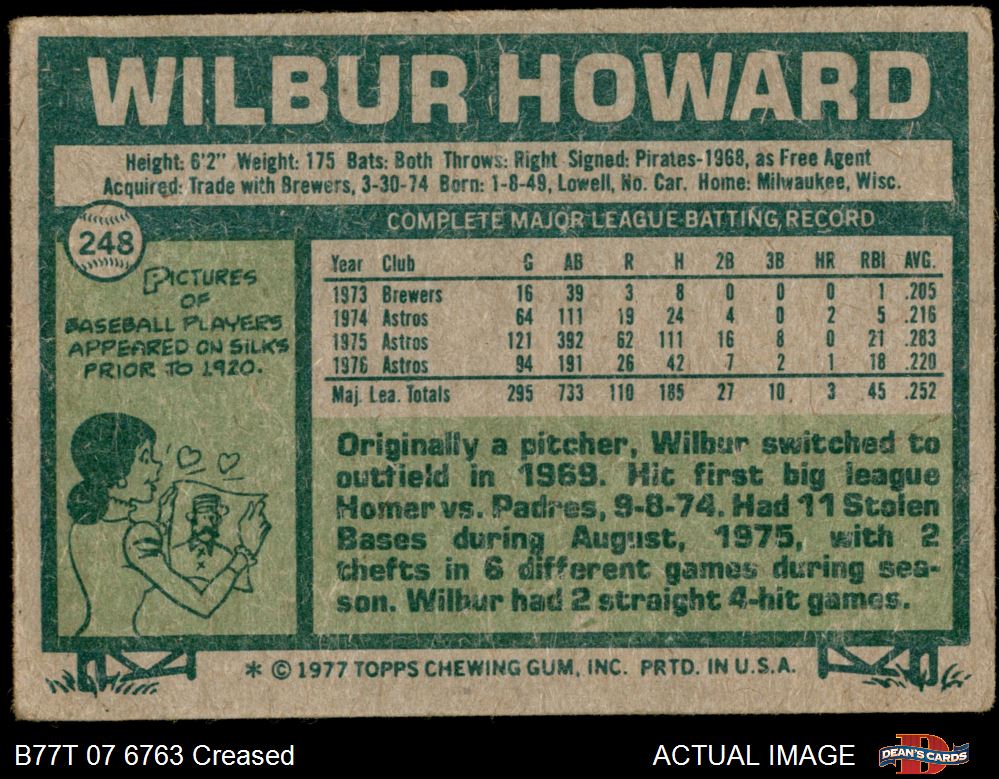 WILBUR HOWARD
Height: 6'2" Weight: 175 Bats: Both Throws: Right Signed: Pirates-1968, as Free Agent
Acquired: Trade with Brewers, 3-30-74 Born: 1-8-49, Lowell, No. Car. Home: Milwaukee, Wisc.
248
PICTURES
OF
BASEBALL PLAYERS
APPEARED ON SILKS
PRIOR TO 1920.
COMPLETE MAJOR LEAGUE BATTING RECORD
Year Club G AB R H 2B 3B HR RBI AVG.
1973 Brewers 16 39 3 8 0 0 0 1 .205
1974 Astros 64 111 19 24 4 0 2 5 .216
1975 Astros 121 392 62 111 16 8 0 21 .283
1976 Astros 94 191 26 42 7 2 1 18 .220
Maj. Lea. Totals 295 733 110 185 27 10 3 45 .252
Originally a pitcher, Wilbur switched to
outfield in 1969. Hit first big league
Homer vs. Padres, 9-8-74. Had 11 Stolen
Bases during August, 1975, with 2
thefts in 6 different games during sea-
son. Wilbur had 2 straight 4-hit games.
* © 1977 TOPPS CHEWING GUM, INC. PRTD. IN U.S.A.
B77T 07 6763 Creased
ACTUAL IMAGE
D
DEAN'S CARDS